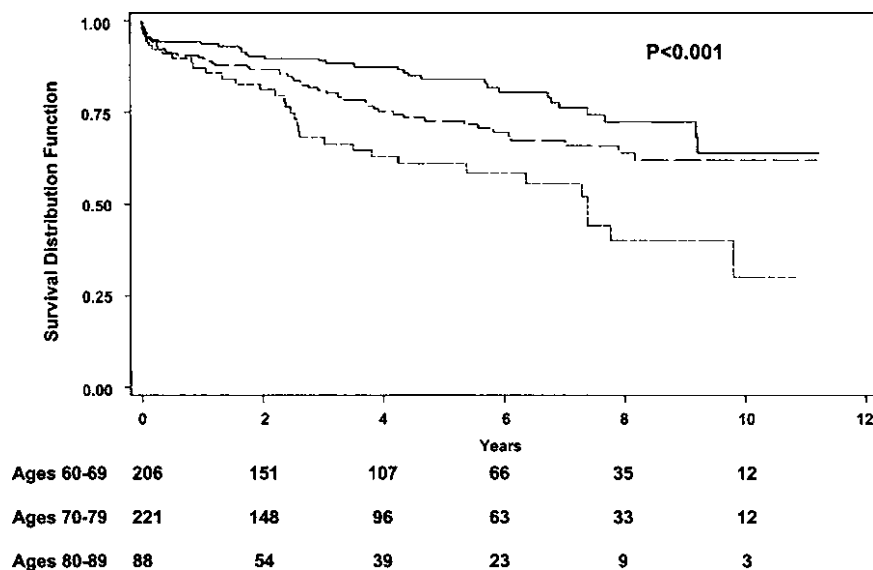 1.00
P<0.001
0.75
0.50
0.25
0.00
Survival Distribution Function
0 2 4 6 8 10 12
Years
Ages 60-69 206 151 107 66 35 12
Ages 70-79 221 148 96 63 33 12
Ages 80-89 88 54 39 23 9 3